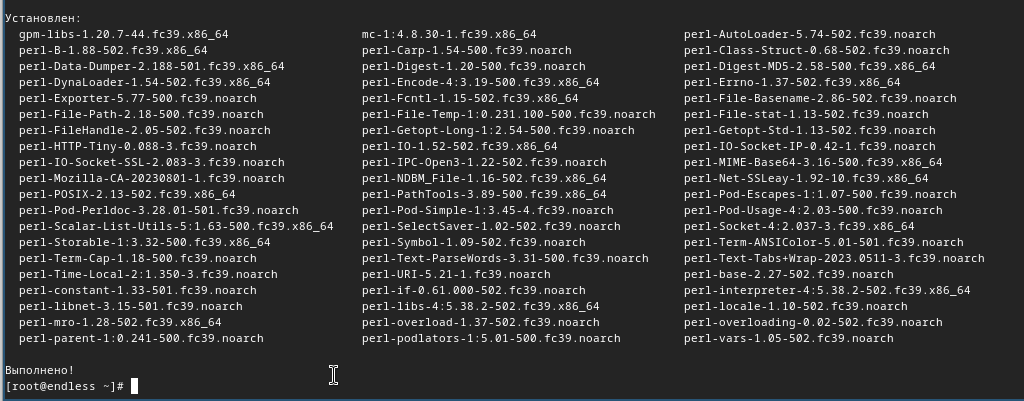 Установлен:
gpm-libs-1.20.7-44.fc39.x86_64 mc-1:4.8.30-1.fc39.x86_64 perl-AutoLoader-5.74-502.fc39.noarch
perl-B-1.88-502.fc39.x86_64 perl-Carp-1.54-500.fc39.noarch perl-Class-Struct-0.68-502.fc39.noarch
perl-Data-Dumper-2.188-501.fc39.x86_64 perl-Digest-1.20-500.fc39.noarch perl-Digest-MD5-2.58-500.fc39.x86_64
perl-DynaLoader-1.54-502.fc39.x86_64 perl-Encode-4:3.19-500.fc39.x86_64 perl-Errno-1.37-502.fc39.x86_64
perl-Exporter-5.77-500.fc39.noarch perl-Fcntl-1.15-502.fc39.x86_64 perl-File-Basename-2.86-502.fc39.noarch
perl-File-Path-2.18-500.fc39.noarch perl-File-Temp-1:0.231.100-500.fc39.noarch perl-File-stat-1.13-502.fc39.noarch
perl-FileHandle-2.05-502.fc39.noarch perl-Getopt-Long-1:2.54-500.fc39.noarch perl-Getopt-Std-1.13-502.fc39.noarch
perl-HTTP-Tiny-0.088-3.fc39.noarch perl-IO-1.52-502.fc39.x86_64 perl-IO-Socket-IP-0.42-1.fc39.noarch
perl-IO-Socket-SSL-2.083-3.fc39.noarch perl-IPC-Open3-1.22-502.fc39.noarch perl-MIME-Base64-3.16-500.fc39.x86_64
perl-Mozilla-CA-20230801-1.fc39.noarch perl-NDBM_File-1.16-502.fc39.x86_64 perl-Net-SSLeay-1.92-10.fc39.x86_64
perl-POSIX-2.13-502.fc39.x86_64 perl-PathTools-3.89-500.fc39.x86_64 perl-Pod-Escapes-1:1.07-500.fc39.noarch
perl-Pod-Perldoc-3.28.01-501.fc39.noarch perl-Pod-Simple-1:3.45-4.fc39.noarch perl-Pod-Usage-4:2.03-500.fc39.noarch
perl-Scalar-List-Utils-5:1.63-500.fc39.x86_64 perl-SelectSaver-1.02-502.fc39.noarch perl-Socket-4:2.037-3.fc39.x86_64
perl-Storable-1:3.32-500.fc39.x86_64 perl-Symbol-1.09-502.fc39.noarch perl-Term-ANSIColor-5.01-501.fc39.noarch
perl-Term-Cap-1.18-500.fc39.noarch perl-Text-ParseWords-3.31-500.fc39.noarch perl-Text-Tabs+Wrap-2023.0511-3.fc39.noarch
perl-Time-Local-2:1.350-3.fc39.noarch perl-URI-5.21-1.fc39.noarch perl-base-2.27-502.fc39.noarch
perl-constant-1.33-501.fc39.noarch perl-if-0.61.000-502.fc39.noarch perl-interpreter-4:5.38.2-502.fc39.x86_64
perl-libnet-3.15-501.fc39.noarch perl-libs-4:5.38.2-502.fc39.x86_64 perl-locale-1.10-502.fc39.noarch
perl-mro-1.28-502.fc39.x86_64 perl-overload-1.37-502.fc39.noarch perl-overloading-0.02-502.fc39.noarch
perl-parent-1:0.241-500.fc39.noarch perl-podlators-1:5.01-500.fc39.noarch perl-vars-1.05-502.fc39.noarch
Выполнено!
[root@endless ~]#